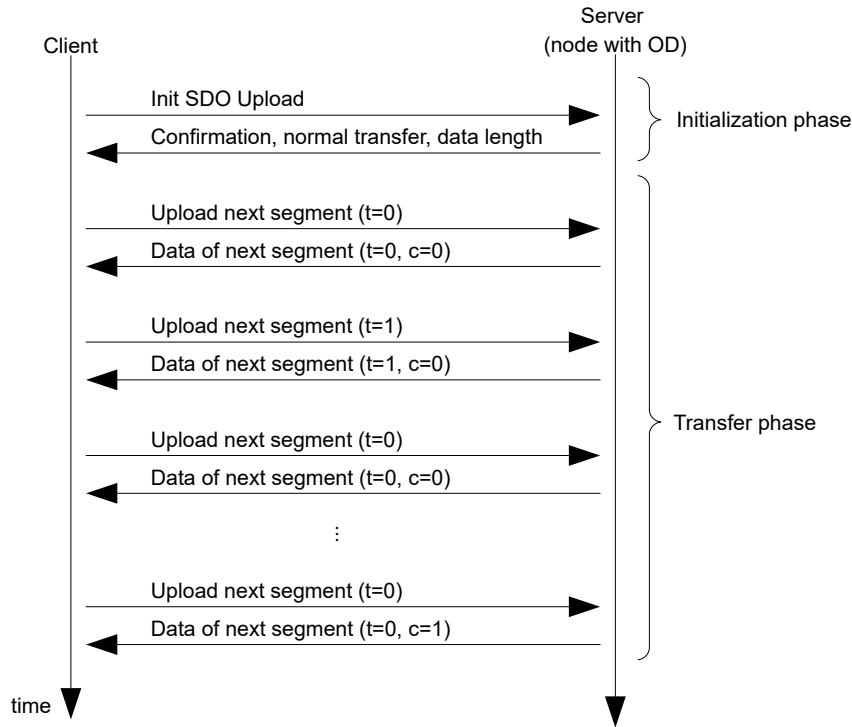 Server
Client
(node with OD)
Init SDO Upload
Initialization phase
Confirmation, normal transfer, data length
Upload next segment (t=0)
Data of next segment (t=0, c=0)
Upload next segment (t=1)
Data of next segment (t=1, c=0)
Transfer phase
Upload next segment (t=0)
Data of next segment (t=0, c=0)
...
Upload next segment (t=0)
Data of next segment (t=0, c=1)
time